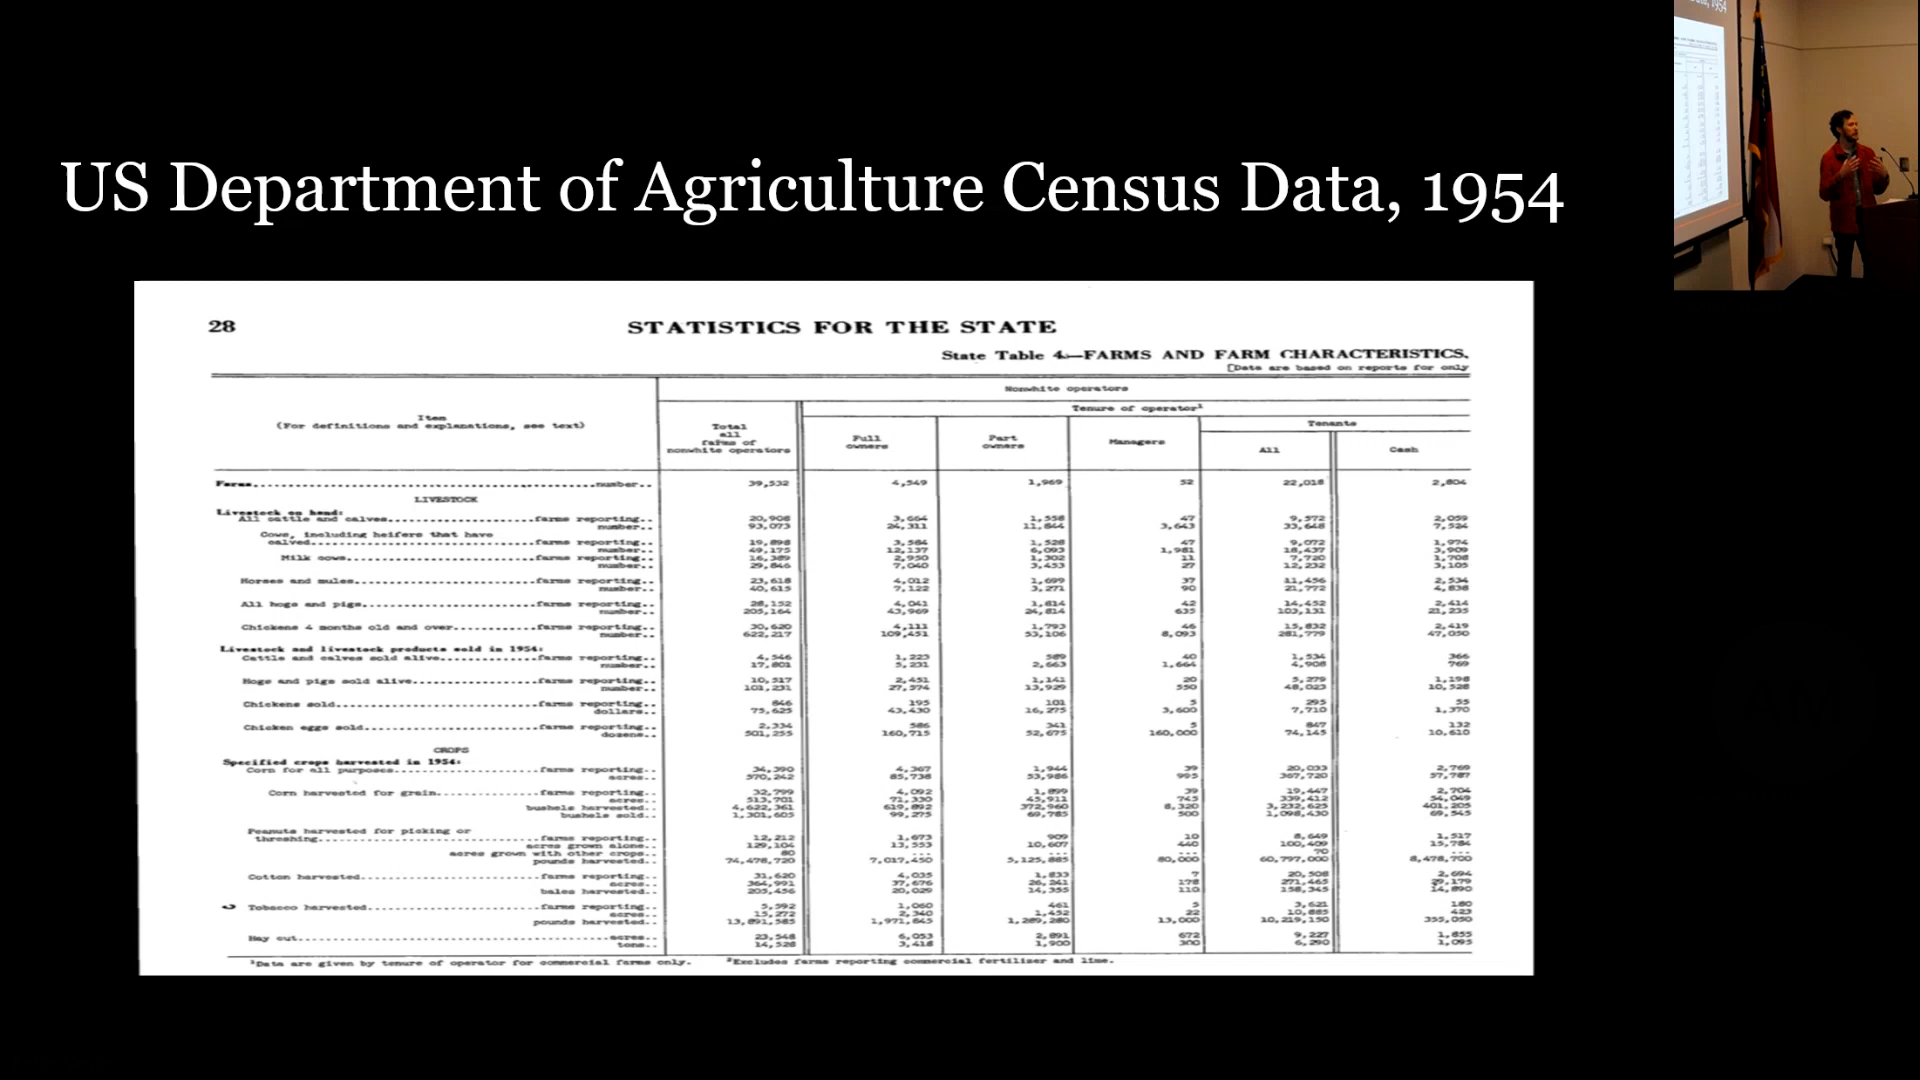 US Department of Agriculture Census Data, 1954
28
STATISTICS FOR THE STATE
State Table 4.—FARMS AND FARM CHARACTERISTICS.
[Data are based on reports for only
Item
(For definitions and explanations, see text)
Nonwhite operators
Total
all
farms of
nonwhite operators
Tenure of operator¹
Full
owners
Part
owners
Managers
Tenants
All
Cash
Farms number.. 39,532 4,549 1,969 52 22,018 2,804
LIVESTOCK
Livestock on hand:
All cattle and calves farms reporting.. 20,908 3,664 1,558 47 9,572 2,059
number.. 93,073 24,311 11,844 3,643 33,648 7,524
Cows, including heifers that have
calved farms reporting.. 19,898 3,584 1,528 47 9,072 1,974
number.. 49,175 12,137 6,093 1,981 18,437 3,909
Milk cows farms reporting.. 16,389 2,950 1,302 11 7,720 1,708
number.. 29,846 7,040 3,453 27 12,232 3,105
Horses and mules farms reporting.. 23,618 4,012 1,699 37 11,456 2,534
number.. 40,615 7,122 3,271 90 21,772 4,838
All hogs and pigs farms reporting.. 28,152 4,041 1,814 42 14,452 2,414
number.. 205,164 43,969 24,814 635 103,131 21,235
Chickens 4 months old and over farms reporting.. 30,620 4,111 1,793 46 15,832 2,419
number.. 622,217 109,451 53,106 8,093 281,779 47,050
Livestock and livestock products sold in 1954:
Cattle and calves sold alive farms reporting.. 4,546 1,223 589 40 1,534 366
number.. 17,801 5,231 2,663 1,664 4,908 769
Hogs and pigs sold alive farms reporting.. 10,517 2,451 1,141 20 5,279 1,198
number.. 101,231 27,574 13,929 550 48,023 10,528
Chickens sold farms reporting.. 846 195 101 5 295 55
dollars.. 75,625 43,430 16,275 3,600 7,710 1,370
Chicken eggs sold farms reporting.. 2,334 586 341 5 847 132
dozens.. 501,255 160,715 52,675 160,000 74,145 10,610
CROPS
Specified crops harvested in 1954:
Corn for all purposes farms reporting.. 34,390 4,367 1,944 39 20,033 2,769
acres.. 570,242 85,738 53,986 995 367,720 57,787
Corn harvested for grain farms reporting.. 32,799 4,092 1,899 39 19,447 2,704
acres.. 513,701 71,330 45,911 745 339,412 54,049
bushels harvested.. 4,622,361 619,892 372,960 8,320 3,232,625 401,205
bushels sold.. 1,301,605 99,275 69,785 500 1,098,430 69,545
Peanuts harvested for picking or
threshing farms reporting.. 12,212 1,673 909 10 8,649 1,517
acres grown alone.. 129,104 13,553 10,607 440 100,409 15,784
acres grown with other crops.. 80 ... ... ... 70 ...
pounds harvested.. 74,478,720 7,017,450 5,125,885 80,000 60,797,000 8,478,700
Cotton harvested farms reporting.. 31,620 4,035 1,833 7 20,508 2,694
acres.. 364,991 37,676 26,241 178 271,465 29,179
bales harvested.. 205,456 20,029 14,355 110 158,345 14,890
Tobacco harvested farms reporting.. 5,592 1,060 461 5 3,621 180
acres.. 15,272 2,340 1,452 22 10,885 423
pounds harvested.. 13,891,585 1,971,845 1,289,280 13,000 10,219,150 355,050
Hay cut acres.. 23,548 6,053 2,891 672 9,227 1,855
tons.. 14,528 3,418 1,900 300 6,290 1,095
¹Data are given by tenure of operator for commercial farms only. ²Excludes farms reporting commercial fertilizer and lime.